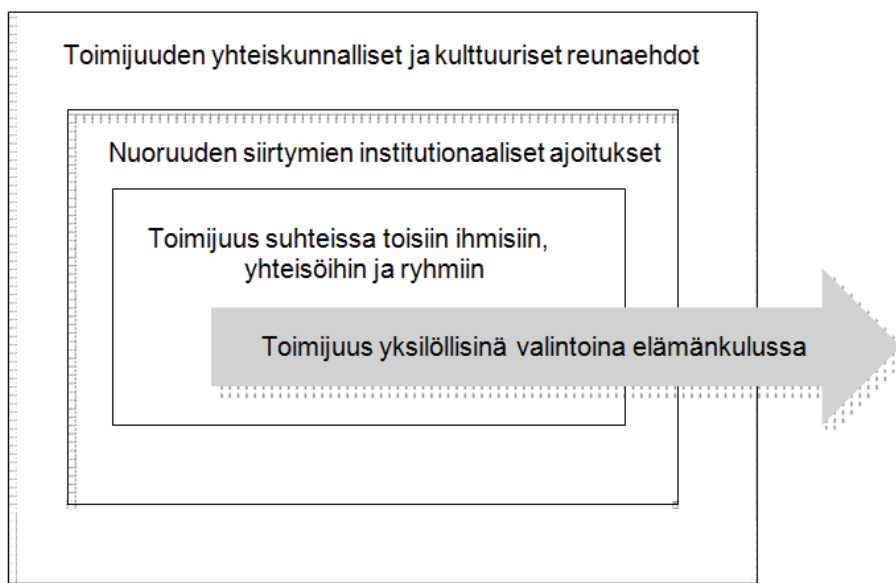 Toimijuuden yhteiskunnalliset ja kulttuuriset reunaehdot
Nuoruuden siirtymien institutionaaliset ajoitukset
Toimijuus suhteissa toisiin ihmisiin,
yhteisöihin ja ryhmiin
Toimijuus yksilöllisinä valintoina elämänkulussa